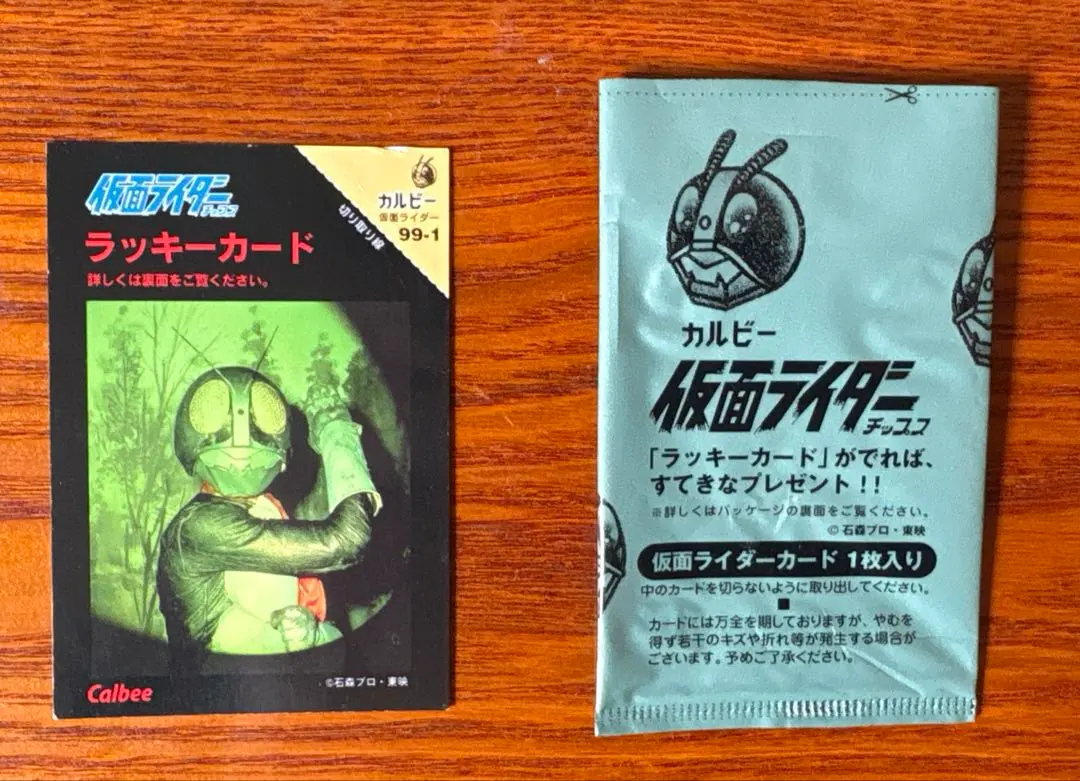 仮面ライダー
チップス
ラッキーカード
詳しくは裏面をご覧ください。
切り取り線
カルビー
仮面ライダー
99-1
Calbee
©石森プロ・東映
カルビー
仮面ライダー
チップス
「ラッキーカード」がでれば、
すてきなプレゼント!!
※詳しくはパッケージの裏面をご覧ください。
©石森プロ・東映
仮面ライダーカード 1枚入り
中のカードを切らないように取り出してください。
■
カードには万全を期しておりますが、やむを
得ず若干のキズや折れ等が発生する場合が
ございます。予めご了承ください。